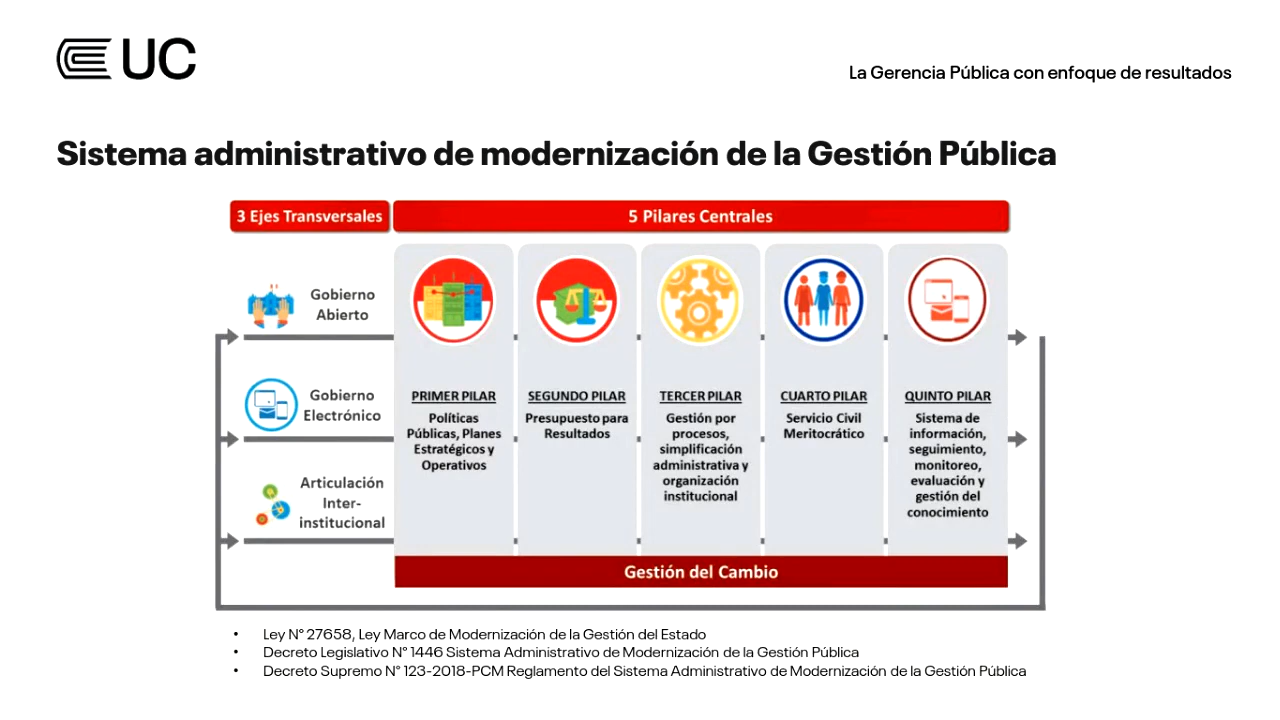 UC
La Gerencia Pública con enfoque de resultados
Sistema administrativo de modernización de la Gestión Pública
3 Ejes Transversales
5 Pilares Centrales
Gobierno
Abierto
Gobierno
Electrónico
Articulación
Inter-
institucional
PRIMER PILAR
Políticas
Públicas, Planes
Estratégicos y
Operativos
SEGUNDO PILAR
Presupuesto para
Resultados
TERCER PILAR
Gestión por
procesos,
simplificación
administrativa y
organización
institucional
CUARTO PILAR
Servicio Civil
Meritocrático
QUINTO PILAR
Sistema de
información,
seguimiento,
monitoreo,
evaluación y
gestión del
conocimiento
Gestión del Cambio
• Ley N° 27658, Ley Marco de Modernización de la Gestión del Estado
• Decreto Legislativo N° 1446 Sistema Administrativo de Modernización de la Gestión Pública
• Decreto Supremo N° 123-2018-PCM Reglamento del Sistema Administrativo de Modernización de la Gestión Pública